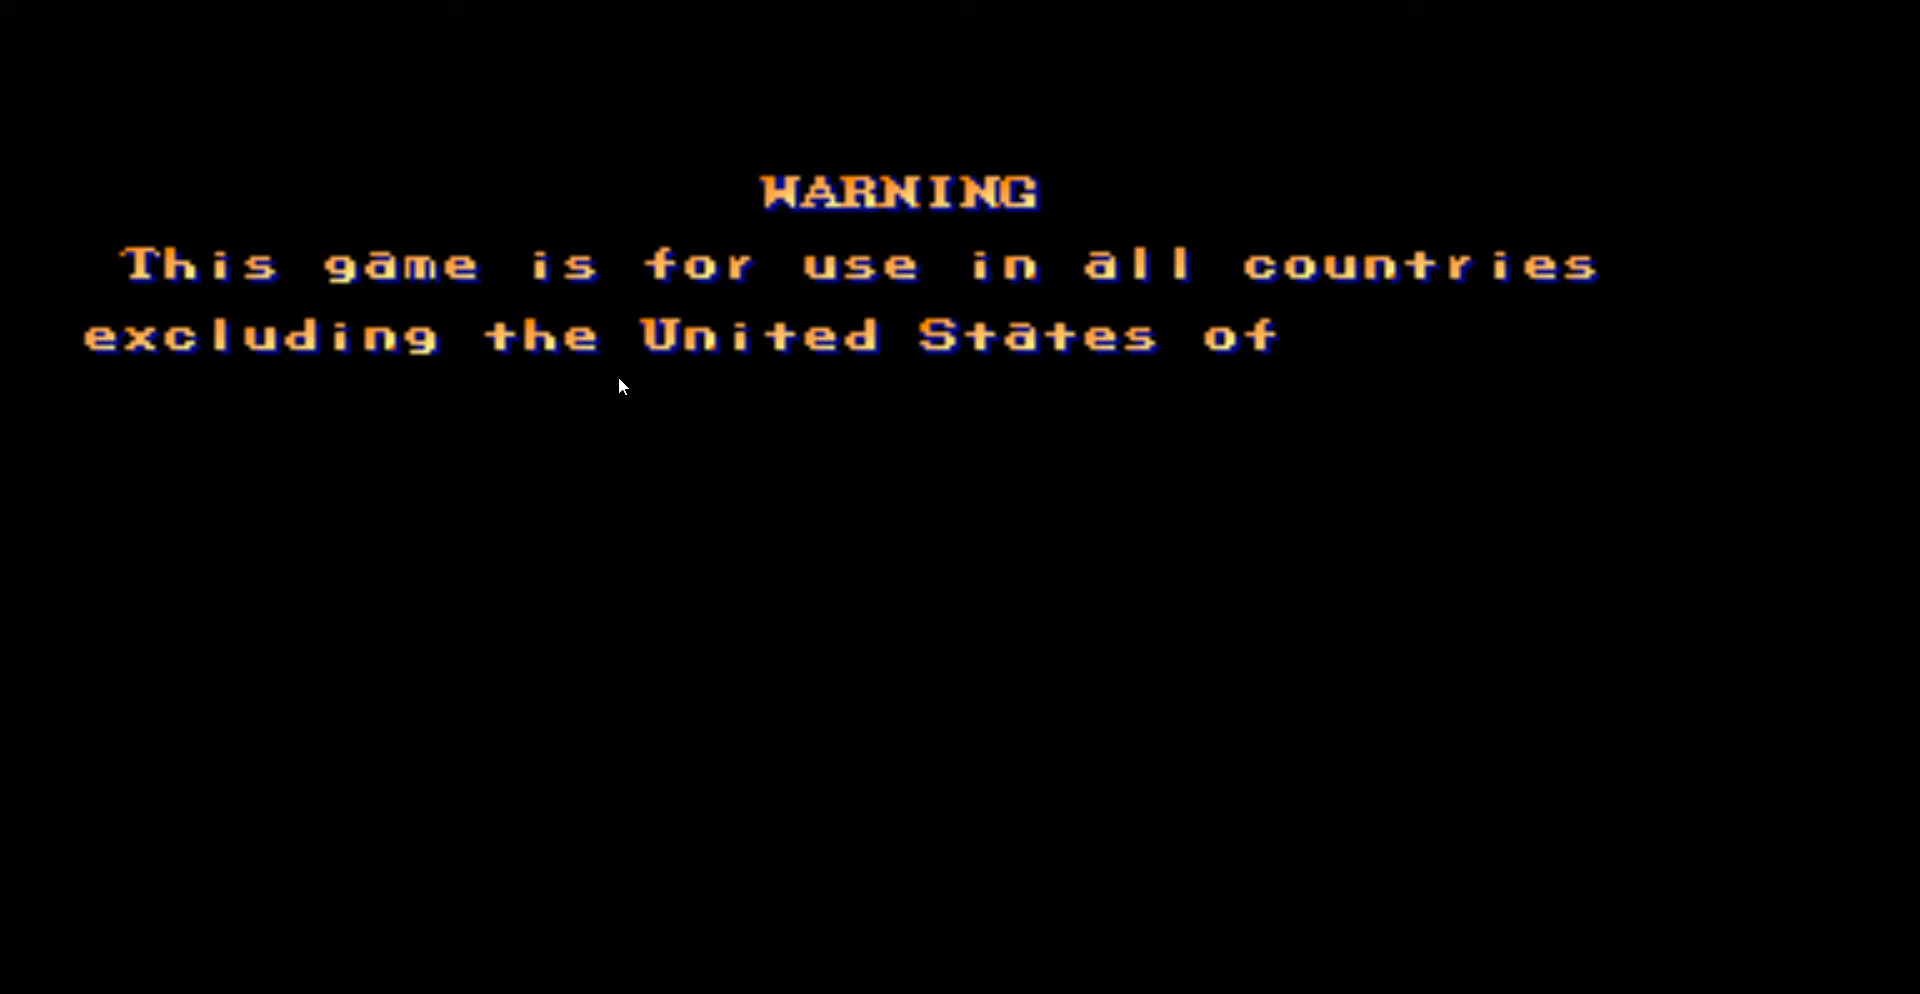 WARNING
This game is for use in all countries
excluding the United States of